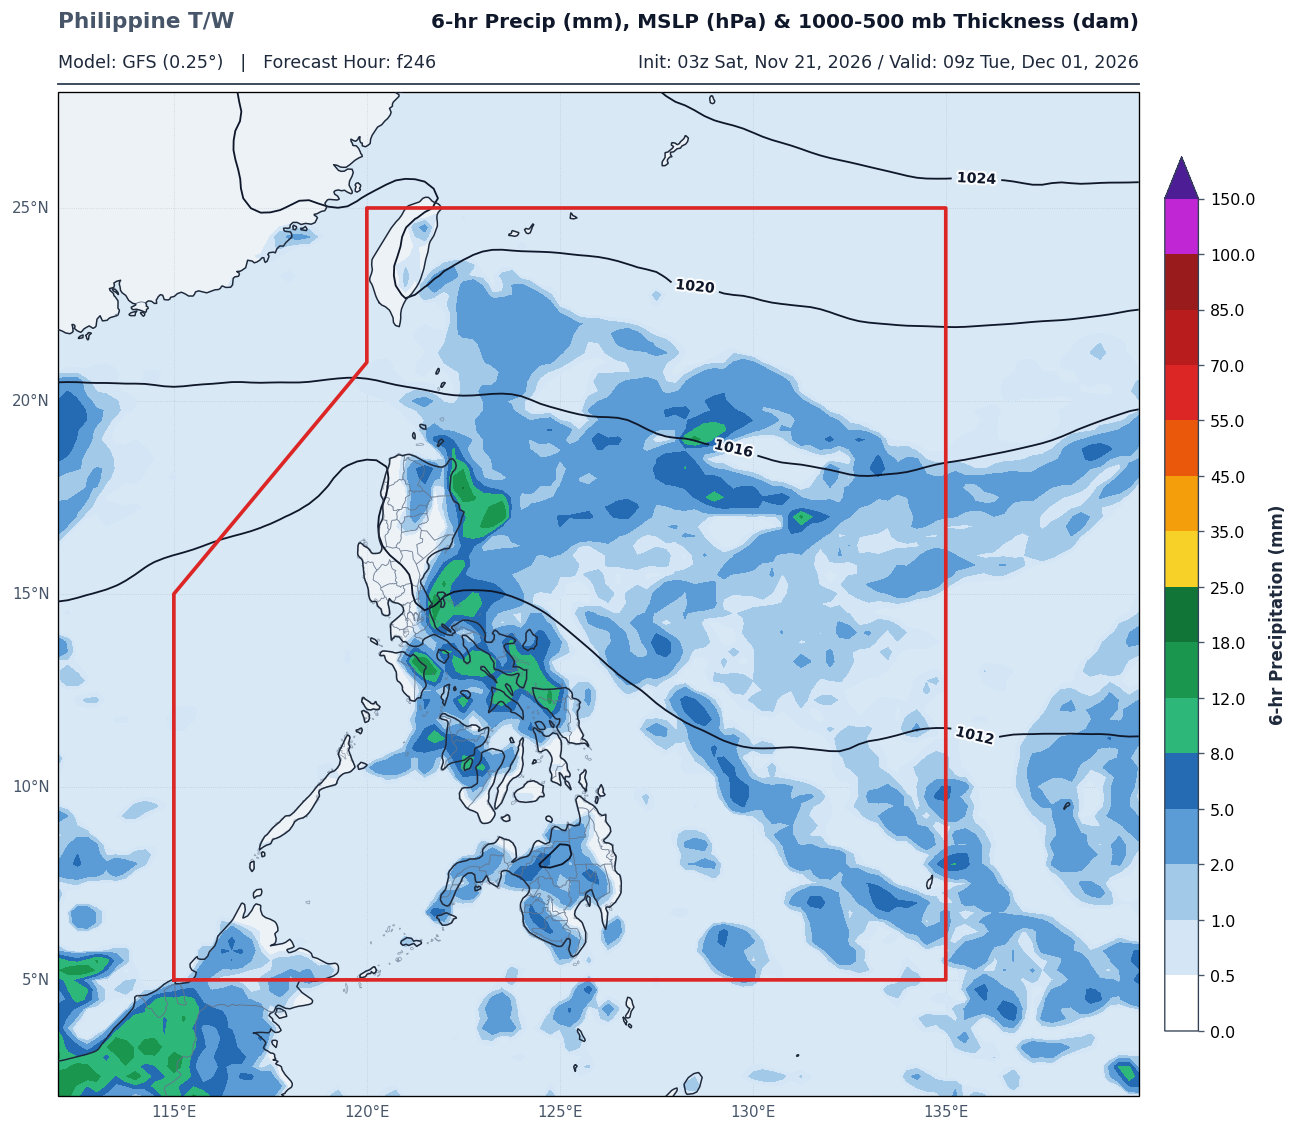 Philippine T/W
6-hr Precip (mm), MSLP (hPa) & 1000-500 mb Thickness (dam)
Model: GFS (0.25°) | Forecast Hour: f246
Init: 03z Sat, Nov 21, 2026 / Valid: 09z Tue, Dec 01, 2026
1024
1020
1016
1012
25°N
20°N
15°N
10°N
5°N
115°E
120°E
125°E
130°E
135°E
150.0
100.0
85.0
70.0
55.0
45.0
35.0
25.0
18.0
12.0
8.0
5.0
2.0
1.0
0.5
0.0
6-hr Precipitation (mm)